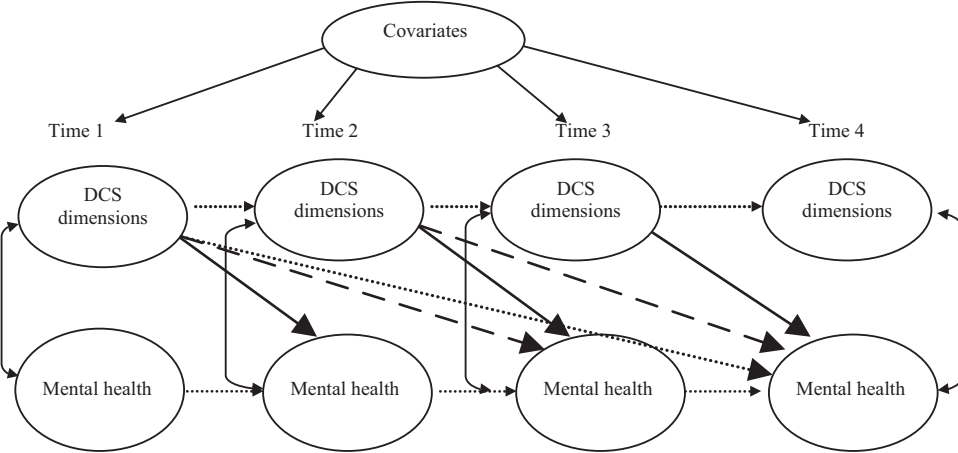 Covariates
Time 1
Time 2
Time 3
Time 4
DCS
dimensions
DCS
dimensions
DCS
dimensions
DCS
dimensions
Mental health
Mental health
Mental health
Mental health